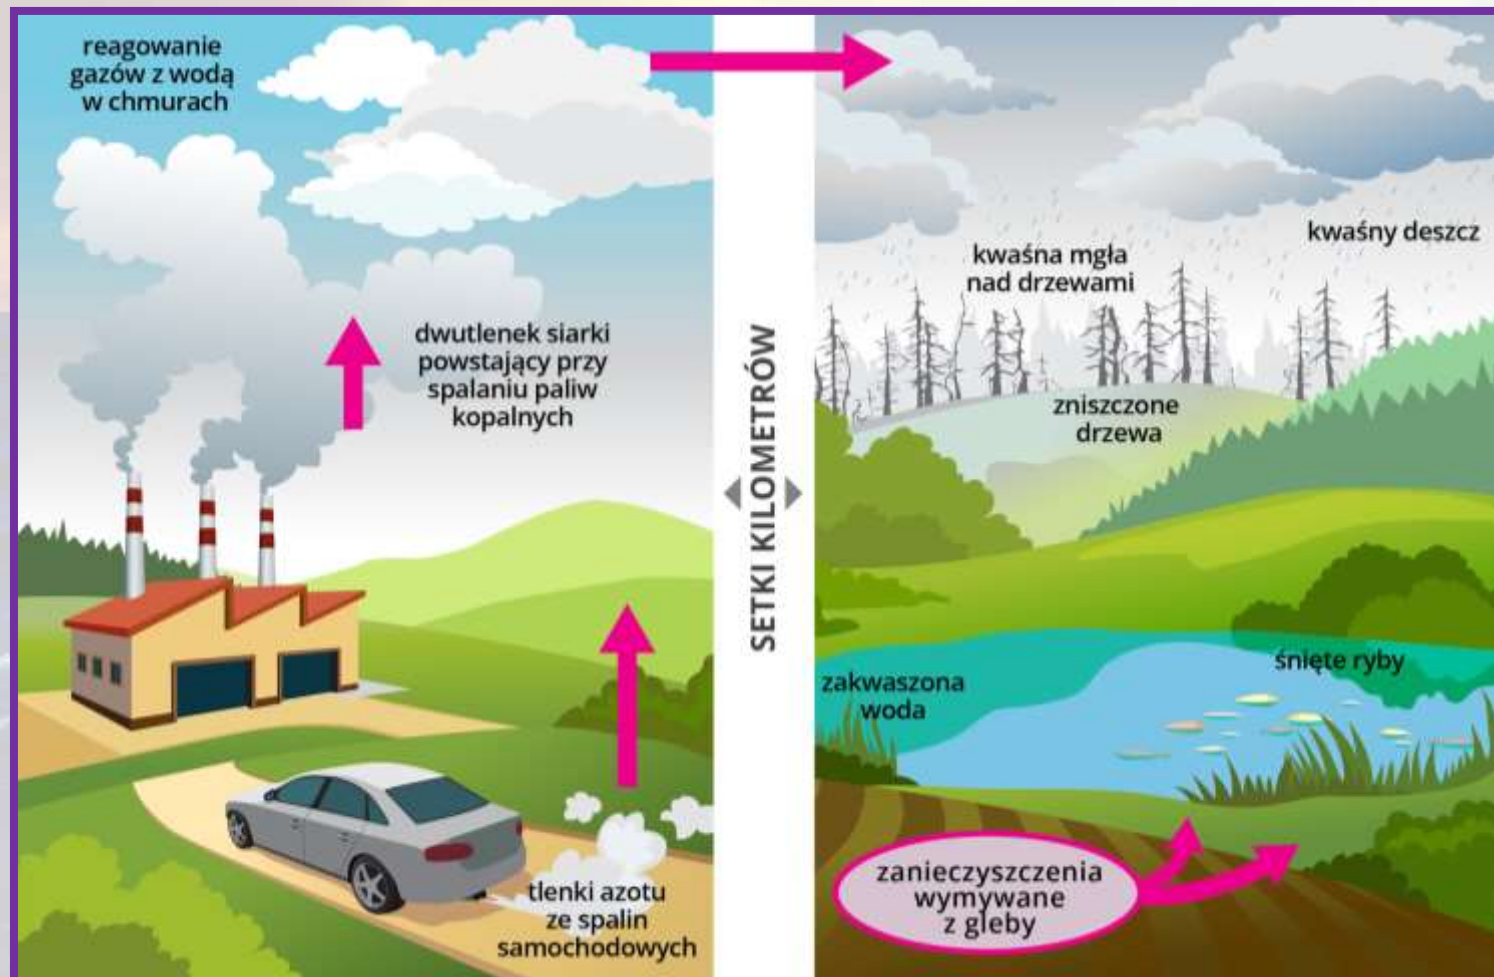 reagowanie
gazów z wodą
w chmurach
dwutlenek siarki
powstający przy
spalaniu paliw
kopalnych
tlenki azotu
ze spalin
samochodowych
SETKI KILOMETRÓW
kwaśny deszcz
kwaśna mgła
nad drzewami
zniszczone
drzewa
śnięte ryby
zakwaszona
woda
zanieczyszczenia
wymywane
z gleby